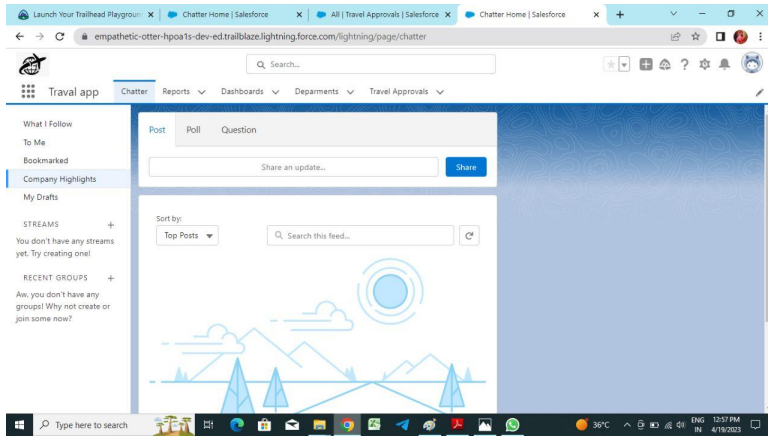 Launch Your Trailhead Playgroun
Chatter Home | Salesforce
All | Travel Approvals | Salesforce
Chatter Home | Salesforce
empathetic-otter-hpoa1s-dev-ed.trailblaze.lightning.force.com/lightning/page/chatter
Search...
Traval app
Chatter
Reports
Dashboards
Deparments
Travel Approvals
What I Follow
To Me
Bookmarked
Company Highlights
My Drafts
STREAMS
You don't have any streams
yet. Try creating one!
RECENT GROUPS
Aw, you don't have any
groups! Why not create or
join some now?
Post
Poll
Question
Share an update...
Share
Sort by:
Top Posts
Search this feed...
Type here to search
36°C
ENG
IN
12:57 PM
4/19/2023